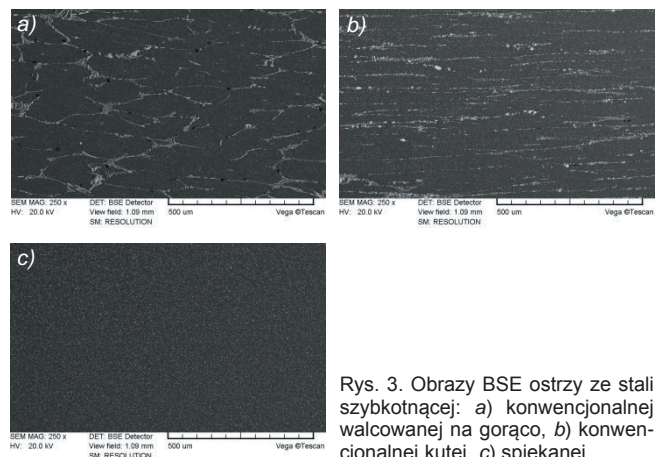 a)
SEM MAG: 250 x DET: BSE Detector
HV: 20.0 kV View field: 1.09 mm 500 um Vega ©Tescan
SM: RESOLUTION
b)
SEM MAG: 250 x DET: BSE Detector
HV: 20.0 kV View field: 1.09 mm 500 um Vega ©Tescan
SM: RESOLUTION
c)
SEM MAG: 250 x DET: BSE Detector
HV: 20.0 kV View field: 1.09 mm 500 um Vega ©Tescan
SM: RESOLUTION
Rys. 3. Obrazy BSE ostrzy ze stali
szybkotnącej: a) konwencjonalnej
walcowanej na gorąco, b) konwen-
cjonalnej kutej, c) spiekanej